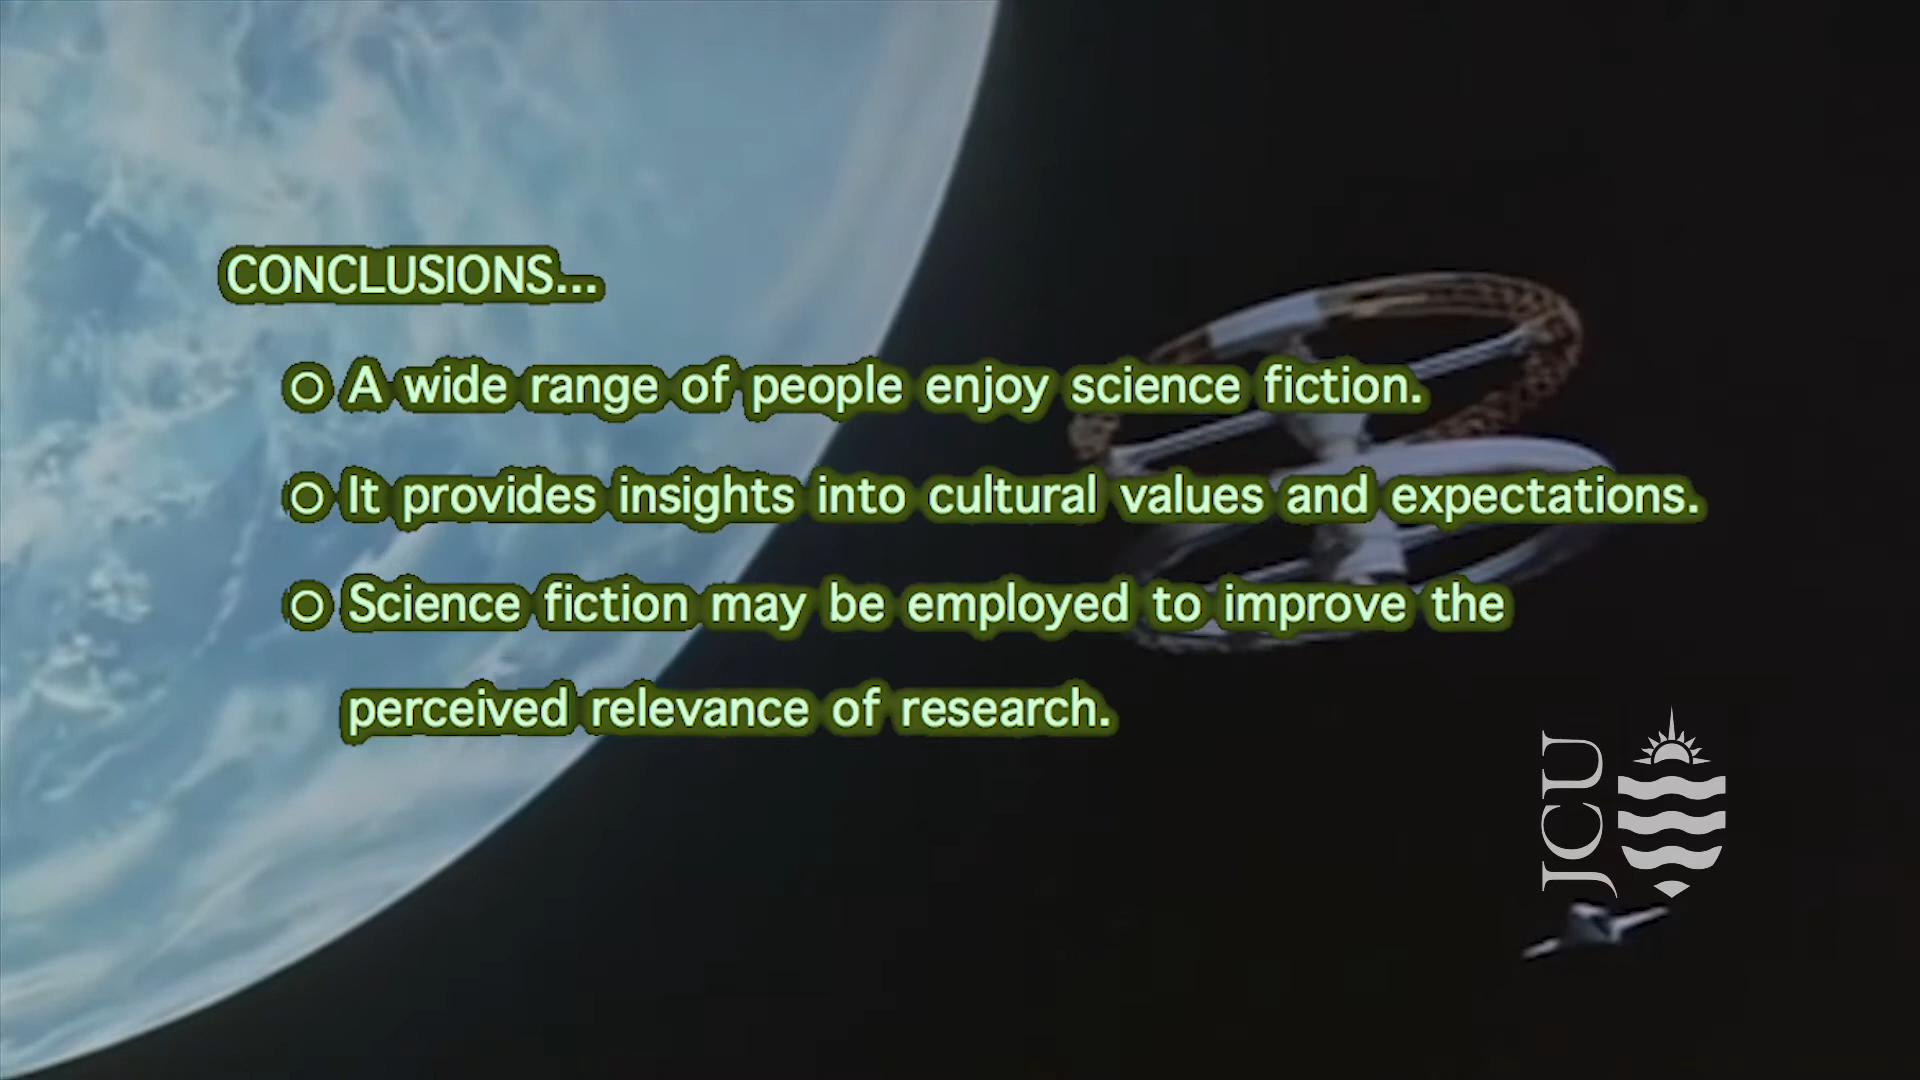 CONCLUSIONS...
○ A wide range of people enjoy science fiction.
○ It provides insights into cultural values and expectations.
○ Science fiction may be employed to improve the
perceived relevance of research.
JCU